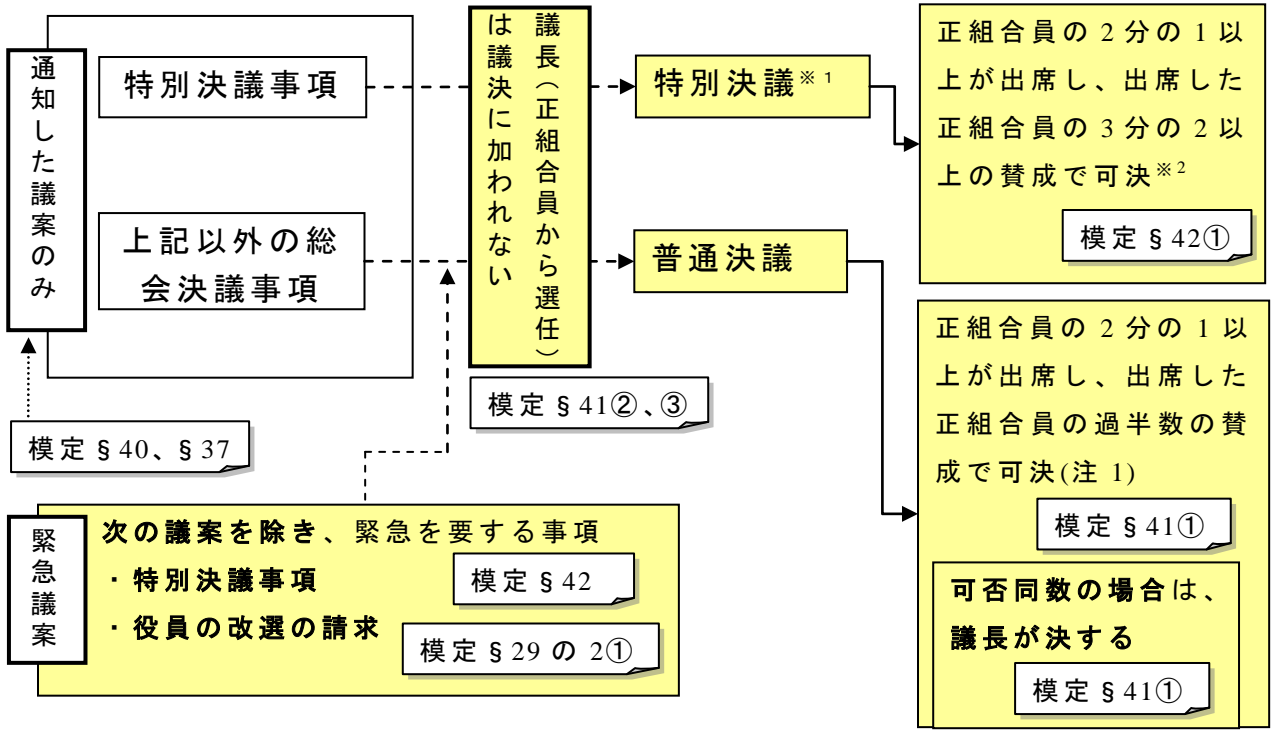 通知した議案のみ
特別決議事項
上記以外の総
会決議事項
模定§40、§37
議長（正組合員から選任）
は議決に加われない
模定§41②、③
特別決議※1
普通決議
正組合員の2分の1以
上が出席し、出席した
正組合員の3分の2以
上の賛成で可決※2
模定§42①
正組合員の2分の1以
上が出席し、出席した
正組合員の過半数の賛
成で可決(注1)
模定§41①
可否同数の場合は、
議長が決する
模定§41①
緊急議案
次の議案を除き、緊急を要する事項
・特別決議事項
模定§42
・役員の改選の請求
模定§29の2①